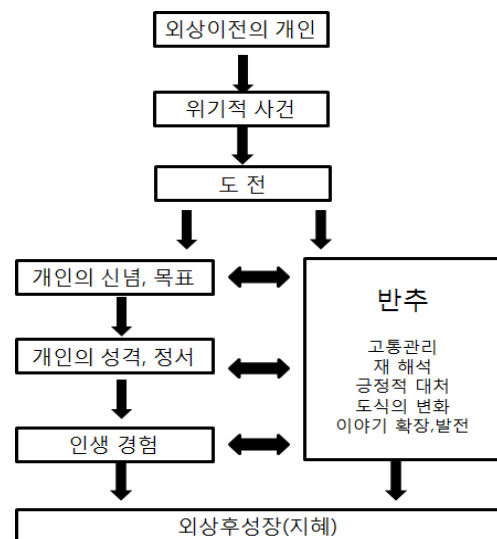 외상이전의 개인
위기적 사건
도 전
개인의 신념, 목표
개인의 성격, 정서
인생 경험
반추
고통관리
재 해석
긍정적 대처
도식의 변화
이야기 확장,발전
외상후성장(지혜)